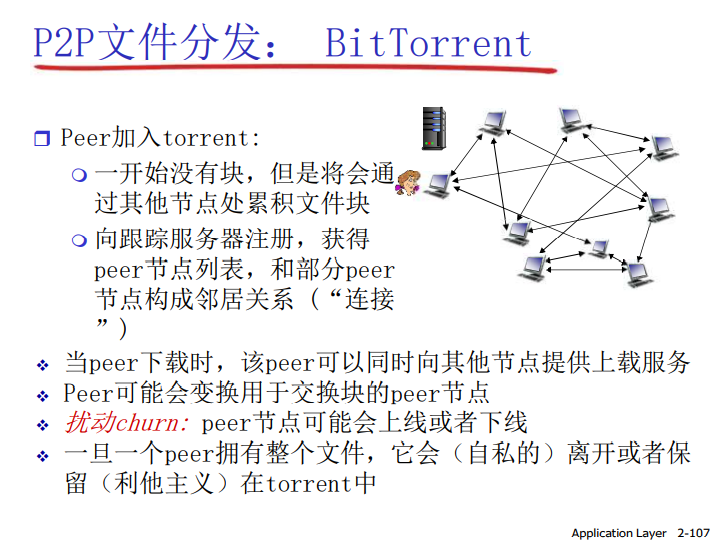 P2P文件分发： BitTorrent
Peer加入torrent:
一开始没有块，但是将会通
过其他节点处累积文件块
向跟踪服务器注册，获得
peer节点列表，和部分peer
节点构成邻居关系 (“连接
”)
当peer下载时，该peer可以同时向其他节点提供上载服务
Peer可能会变换用于交换块的peer节点
扰动churn: peer节点可能会上线或者下线
一旦一个peer拥有整个文件，它会（自私的）离开或者保
留（利他主义）在torrent中
Application Layer 2-107